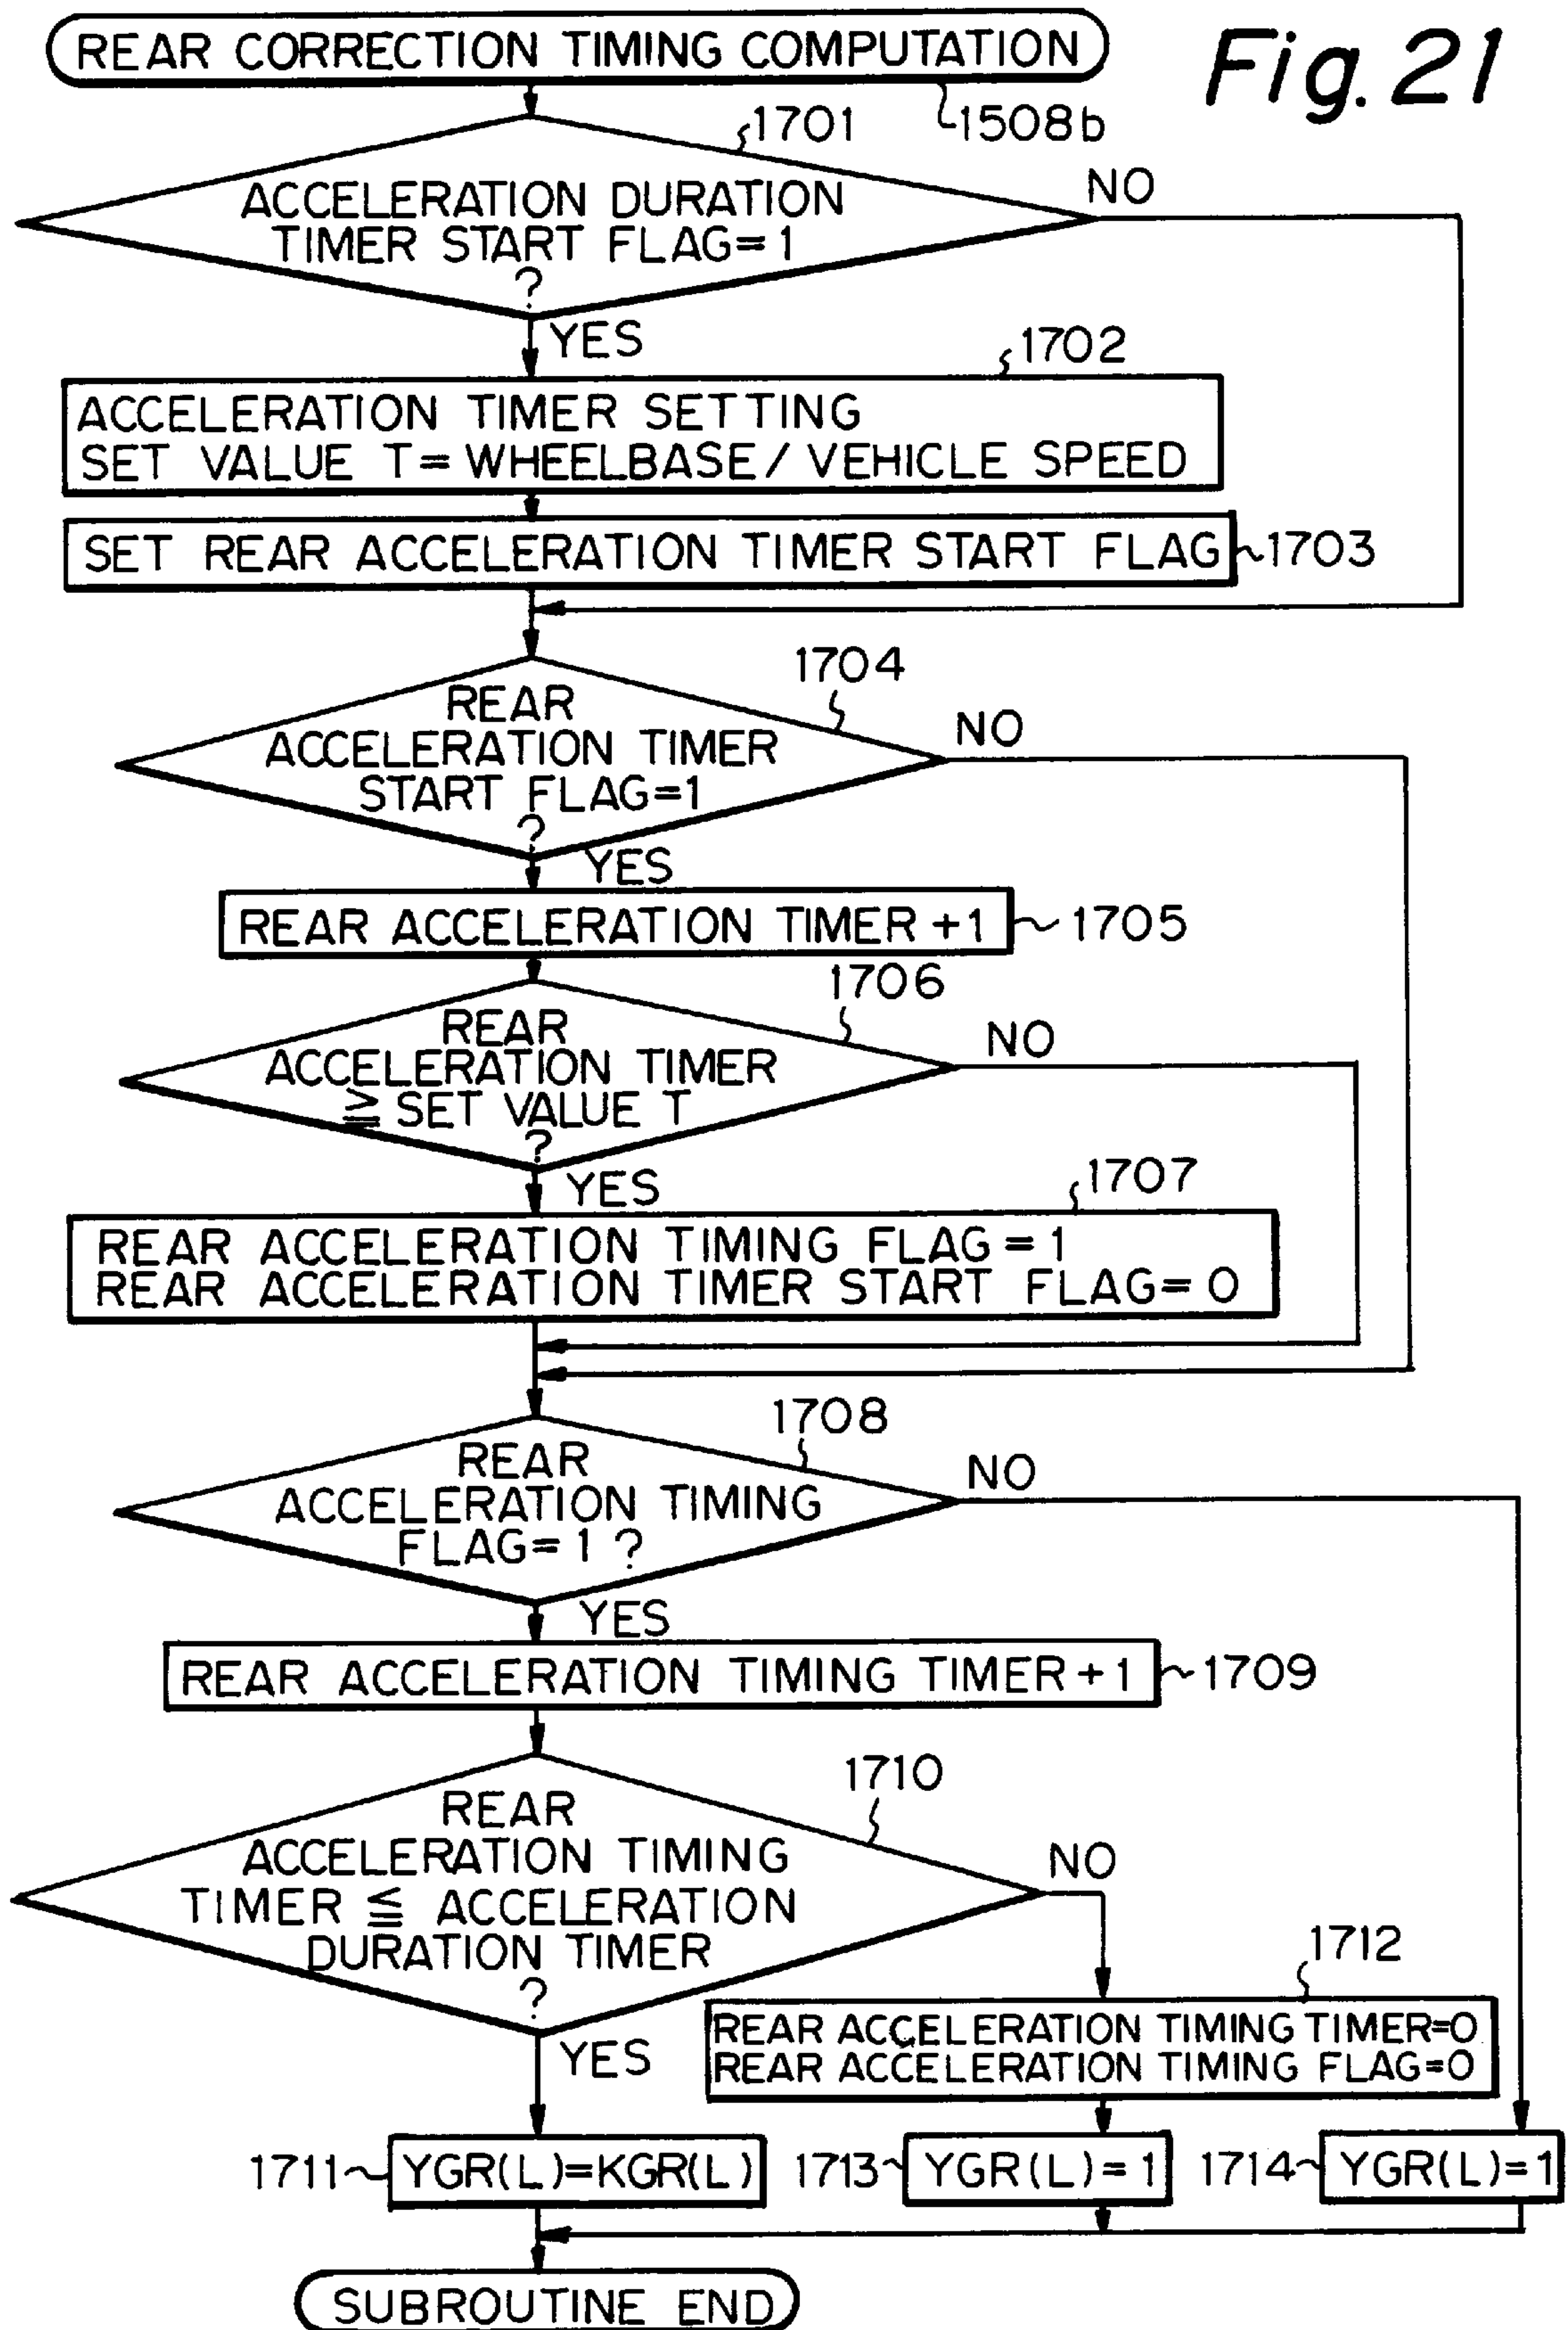 REAR CORRECTION TIMING COMPUTATION
Fig. 21
1508b
1701
ACCELERATION DURATION
TIMER START FLAG=1
?
NO
YES
1702
ACCELERATION TIMER SETTING
SET VALUE T=WHEELBASE/VEHICLE SPEED
SET REAR ACCELERATION TIMER START FLAG
1703
1704
REAR
ACCELERATION TIMER
START FLAG=1
?
NO
YES
REAR ACCELERATION TIMER +1
1705
1706
REAR
ACCELERATION TIMER
≧ SET VALUE T
?
NO
YES
1707
REAR ACCELERATION TIMING FLAG=1
REAR ACCELERATION TIMER START FLAG=0
1708
REAR
ACCELERATION TIMING
FLAG=1 ?
NO
YES
REAR ACCELERATION TIMING TIMER+1
1709
1710
REAR
ACCELERATION TIMING
TIMER ≦ ACCELERATION
DURATION TIMER
?
NO
YES
1712
REAR ACCELERATION TIMING TIMER=0
REAR ACCELERATION TIMING FLAG=0
1711
YGR(L)=KGR(L)
1713
YGR(L)=1
1714
YGR(L)=1
SUBROUTINE END